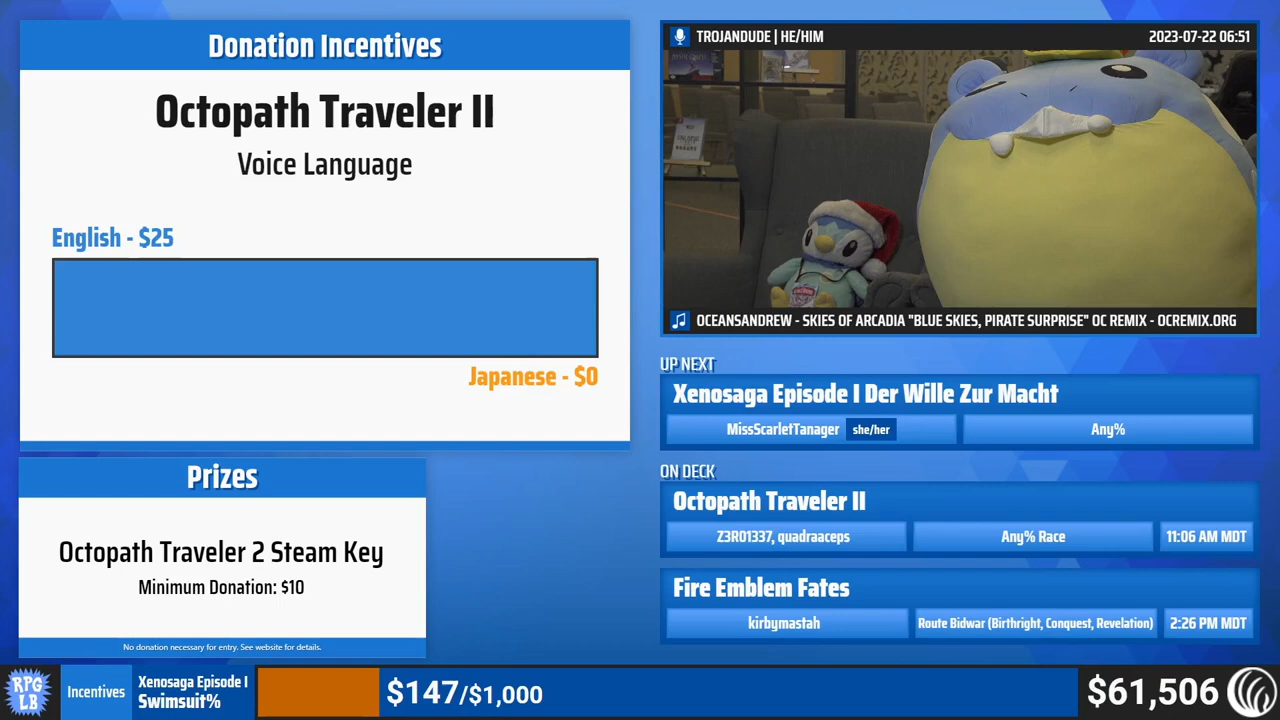 Donation Incentives
Octopath Traveler II
Voice Language
English - $25
Japanese - $0
Prizes
Octopath Traveler 2 Steam Key
Minimum Donation: $10
No donation necessary for entry. See website for details.
TROJANDUDE | HE/HIM
2023-07-22 06:51
OCEANSANDREW - SKIES OF ARCADIA "BLUE SKIES, PIRATE SURPRISE" OC REMIX - OCREMIX.ORG
UP NEXT
Xenosaga Episode I Der Wille Zur Macht
MissScarletTanager she/her
Any%
ON DECK
Octopath Traveler II
Z3R01337, quadraaceps
Any% Race
11:06 AM MDT
Fire Emblem Fates
kirbymastah
Route Bidwar (Birthright, Conquest, Revelation)
2:26 PM MDT
RPG
LB
Incentives
Xenosaga Episode I
Swimsuit%
$147/$1,000
$61,506